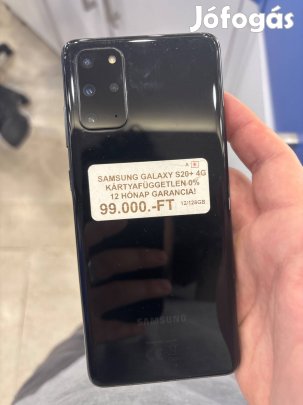 Jófogás
SAMSUNG GALAXY S20+ 4G
KÁRTYAFÜGGETLEN 0%
12 HÓNAP GARANCIA!
99.000.-FT 12/128GB
SAMSUNG